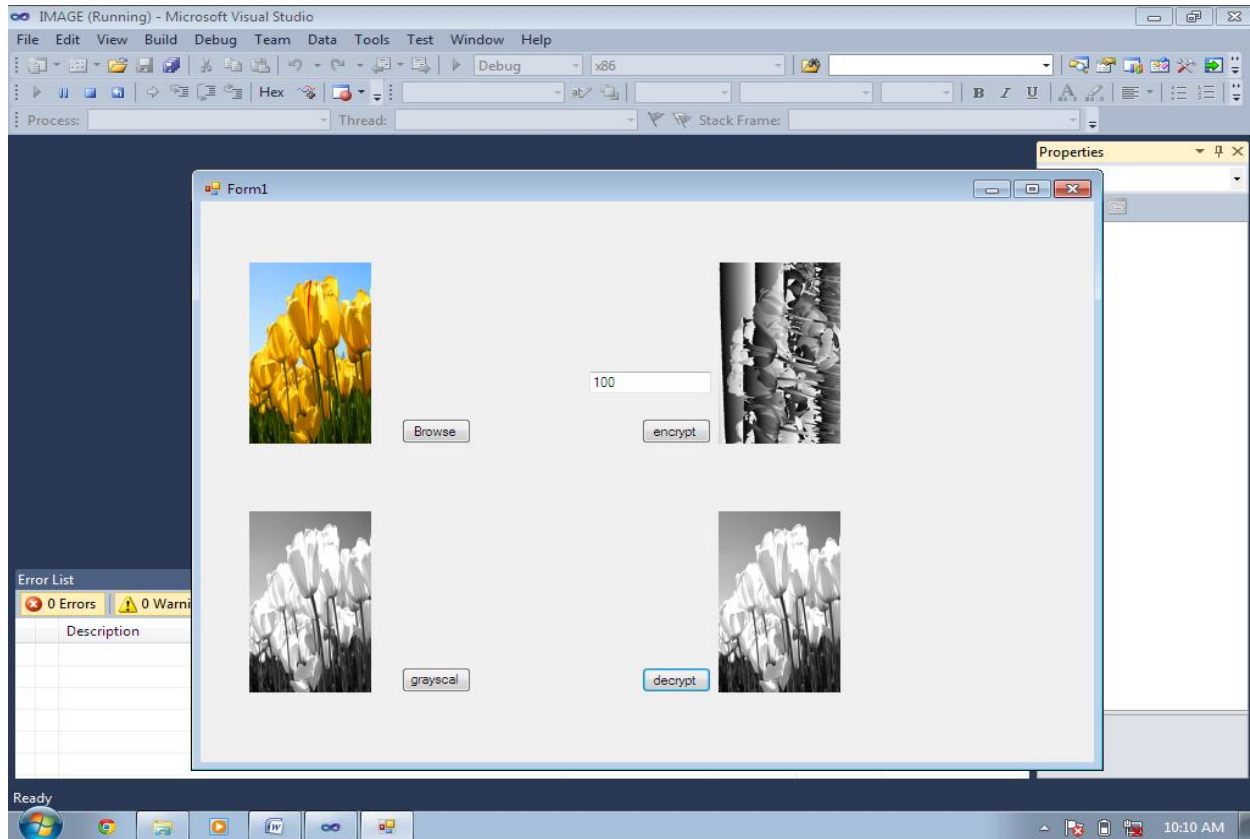 IMAGE (Running) - Microsoft Visual Studio
File Edit View Build Debug Team Data Tools Test Window Help
Debug x86
Hex B I U A
Process: Thread: Stack Frame:
Properties
Form1
100
Browse encrypt
grayscal decrypt
Error List
0 Errors 0 Warni
Description
Ready
W
10:10 AM